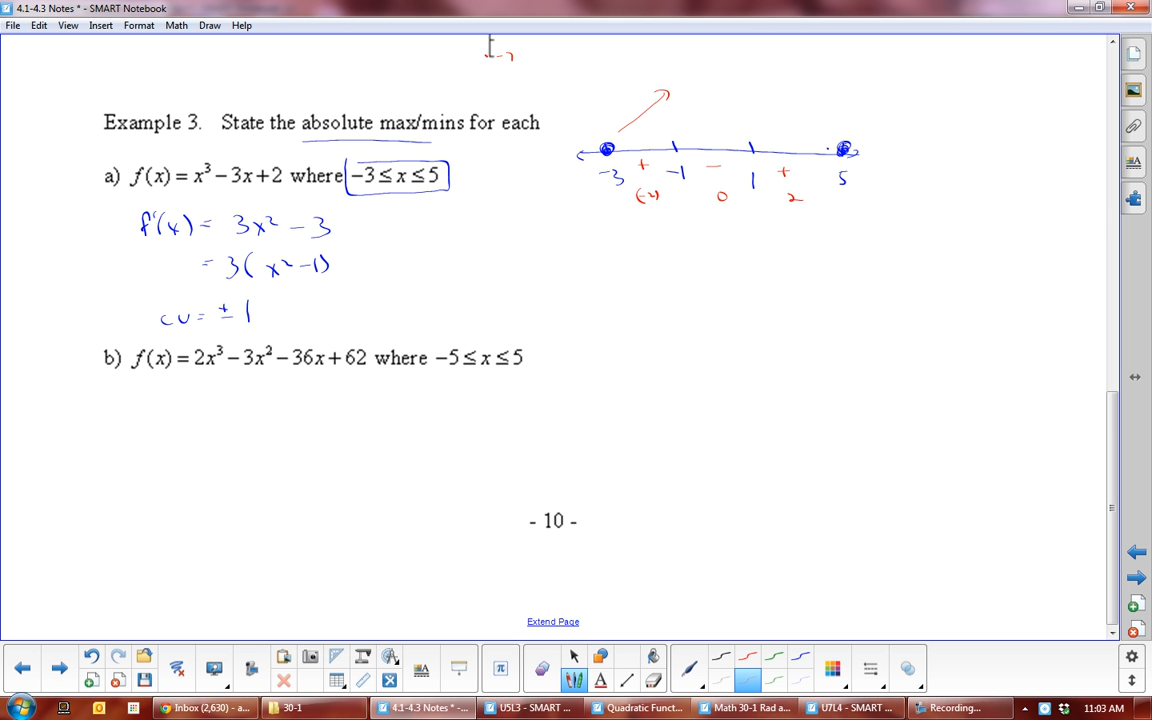 4.1-4.3 Notes * - SMART Notebook
File Edit View Insert Format Math Draw Help
Example 3. State the absolute max/mins for each
a) f(x) = x³ − 3x + 2 where −3 ≤ x ≤ 5
f'(x) = 3x² − 3
= 3(x² −1)
cv = ± 1
-3 + -1 − 1 + 5
(-2) 0 2
b) f(x) = 2x³ − 3x² − 36x + 62 where −5 ≤ x ≤ 5
- 10 -
Extend Page
Inbox (2,630) - a...
30-1
4.1-4.3 Notes * -...
U5L3 - SMART ...
Quadratic Funct...
Math 30-1 Rad a...
U7L4 - SMART ...
Recording...
11:03 AM